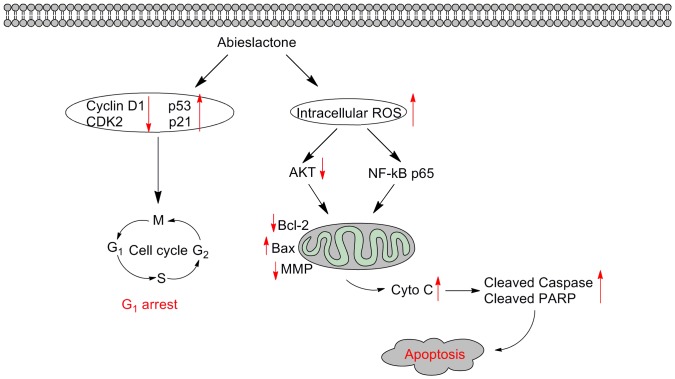 Abieslactone
Cyclin D1 p53
CDK2 p21
Intracellular ROS
AKT
NF-kB p65
M
G1 Cell cycle G2
S
G1 arrest
Bcl-2
Bax
MMP
Cyto C
Cleaved Caspase
Cleaved PARP
Apoptosis